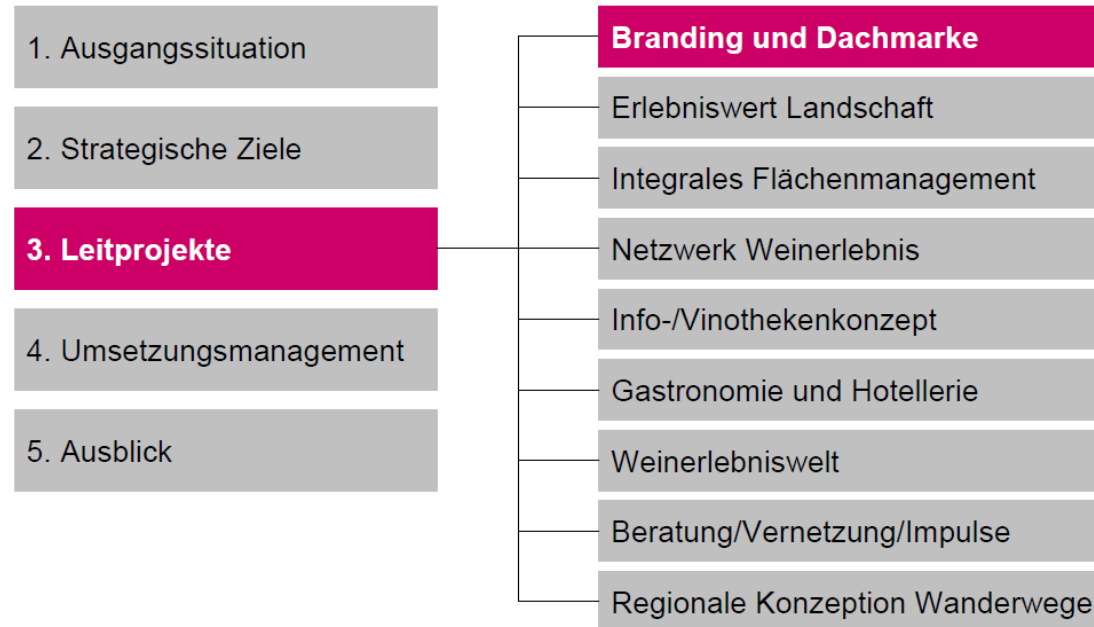 1. Ausgangssituation
2. Strategische Ziele
3. Leitprojekte
4. Umsetzungsmanagement
5. Ausblick
Branding und Dachmarke
Erlebniswert Landschaft
Integrales Flächenmanagement
Netzwerk Weinerlebnis
Info-/Vinothekenkonzept
Gastronomie und Hotellerie
Weinerlebniswelt
Beratung/Vernetzung/Impulse
Regionale Konzeption Wanderwege